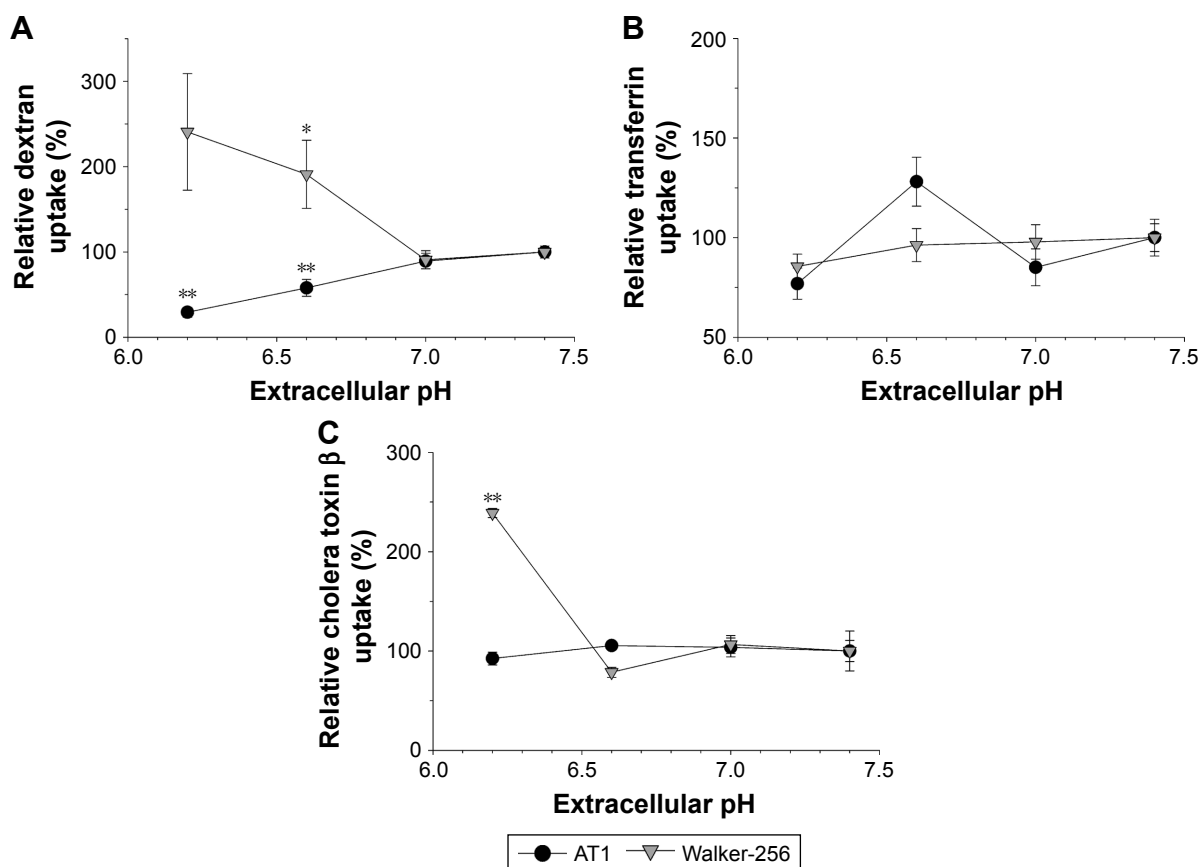 A
Relative dextran
uptake (%)
300
200
100
0
6.0 6.5 7.0 7.5
Extracellular pH
**
**
*
B
Relative transferrin
uptake (%)
200
150
100
50
6.0 6.5 7.0 7.5
Extracellular pH
C
Relative cholera toxin β
uptake (%)
300
200
100
0
6.0 6.5 7.0 7.5
Extracellular pH
**
AT1 Walker-256